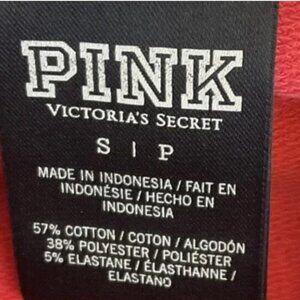 PINK
VICTORIA'S SECRET
S | P
MADE IN INDONESIA / FAIT EN
INDONÉSIE / HECHO EN
INDONESIA
57% COTTON / COTON / ALGODÓN
38% POLYESTER / POLIÉSTER
5% ELASTANE / ÉLASTHANNE /
ELASTANO